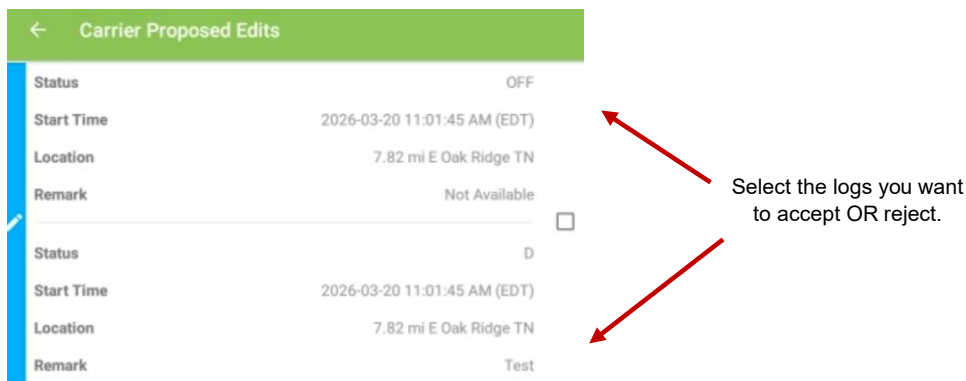 Carrier Proposed Edits
Status OFF
Start Time 2026-03-20 11:01:45 AM (EDT)
Location 7.82 mi E Oak Ridge TN
Remark Not Available
Status D
Start Time 2026-03-20 11:01:45 AM (EDT)
Location 7.82 mi E Oak Ridge TN
Remark Test
Select the logs you want
to accept OR reject.